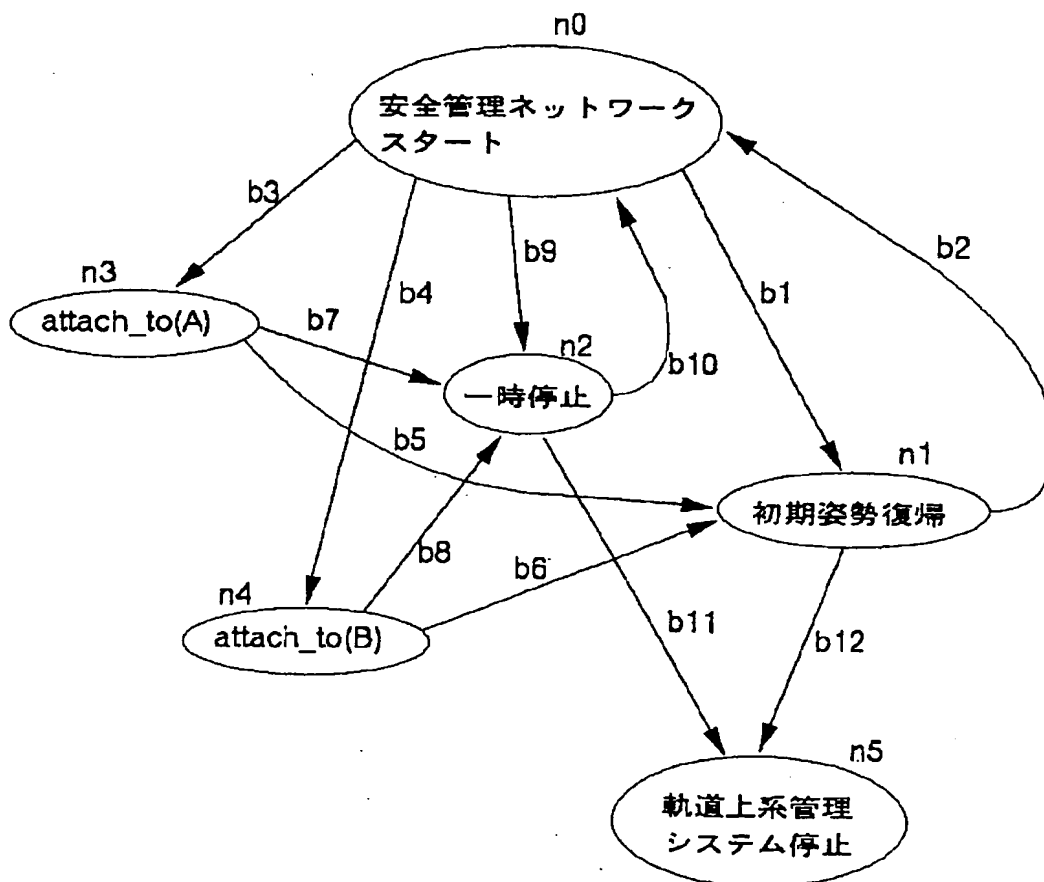 n0
安全管理ネットワーク
スタート
b3
b9
b2
n3
b4
b1
attach_to(A)
b7
n2
b10
一時停止
b5
n1
初期姿勢復帰
b8
b6
n4
attach_to(B)
b11
b12
n5
軌道上系管理
システム停止